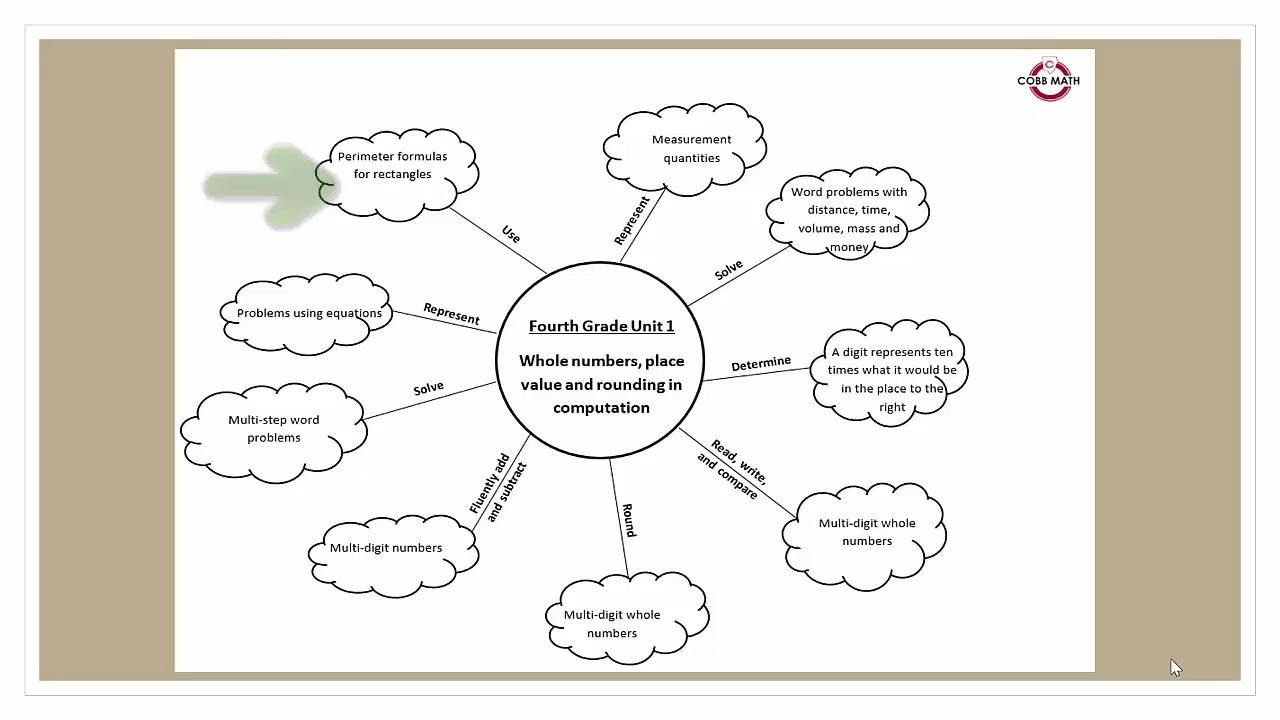 C
COBB MATH
Perimeter formulas
for rectangles
Use
Measurement
quantities
Represent
Word problems with
distance, time,
volume, mass and
money
Solve
A digit represents ten
times what it would be
in the place to the
right
Determine
Multi-digit whole
numbers
Read, write,
and compare
Multi-digit whole
numbers
Round
Multi-digit numbers
Fluently add
and subtract
Multi-step word
problems
Solve
Problems using equations
Represent
Fourth Grade Unit 1
Whole numbers, place
value and rounding in
computation